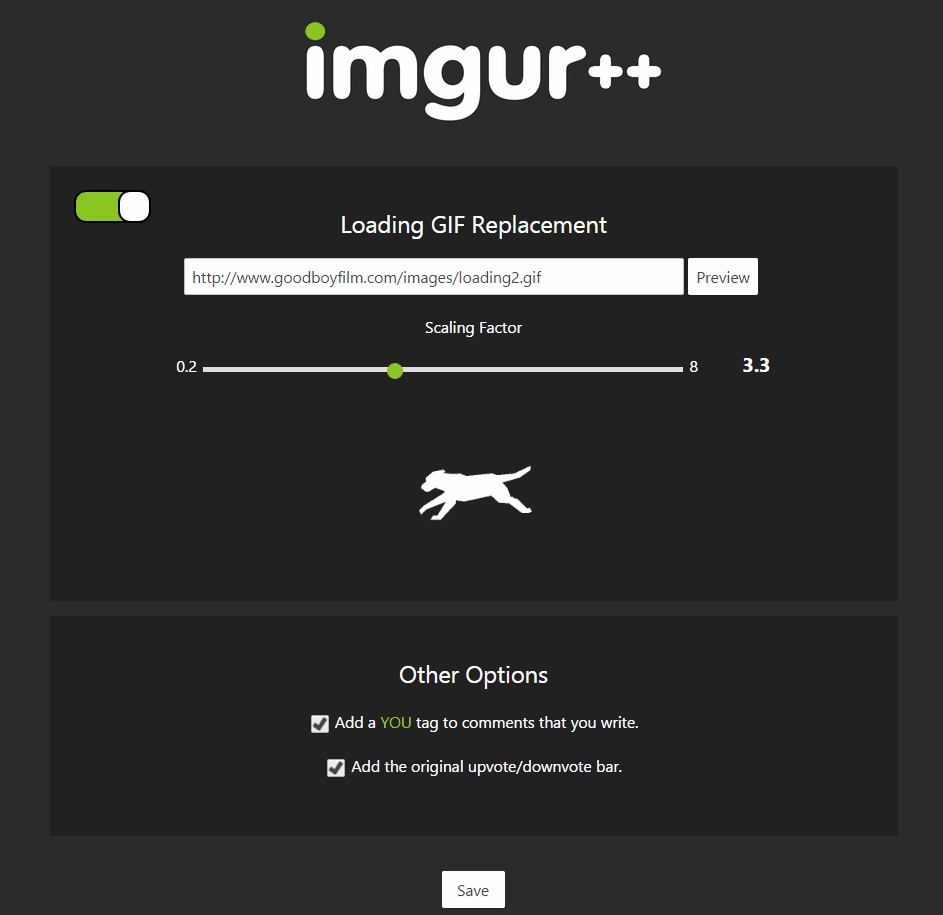 imgur++
Loading GIF Replacement
http://www.goodboyfilm.com/images/loading2.gif Preview
Scaling Factor
0.2 8 3.3
Other Options
Add a YOU tag to comments that you write.
Add the original upvote/downvote bar.
Save